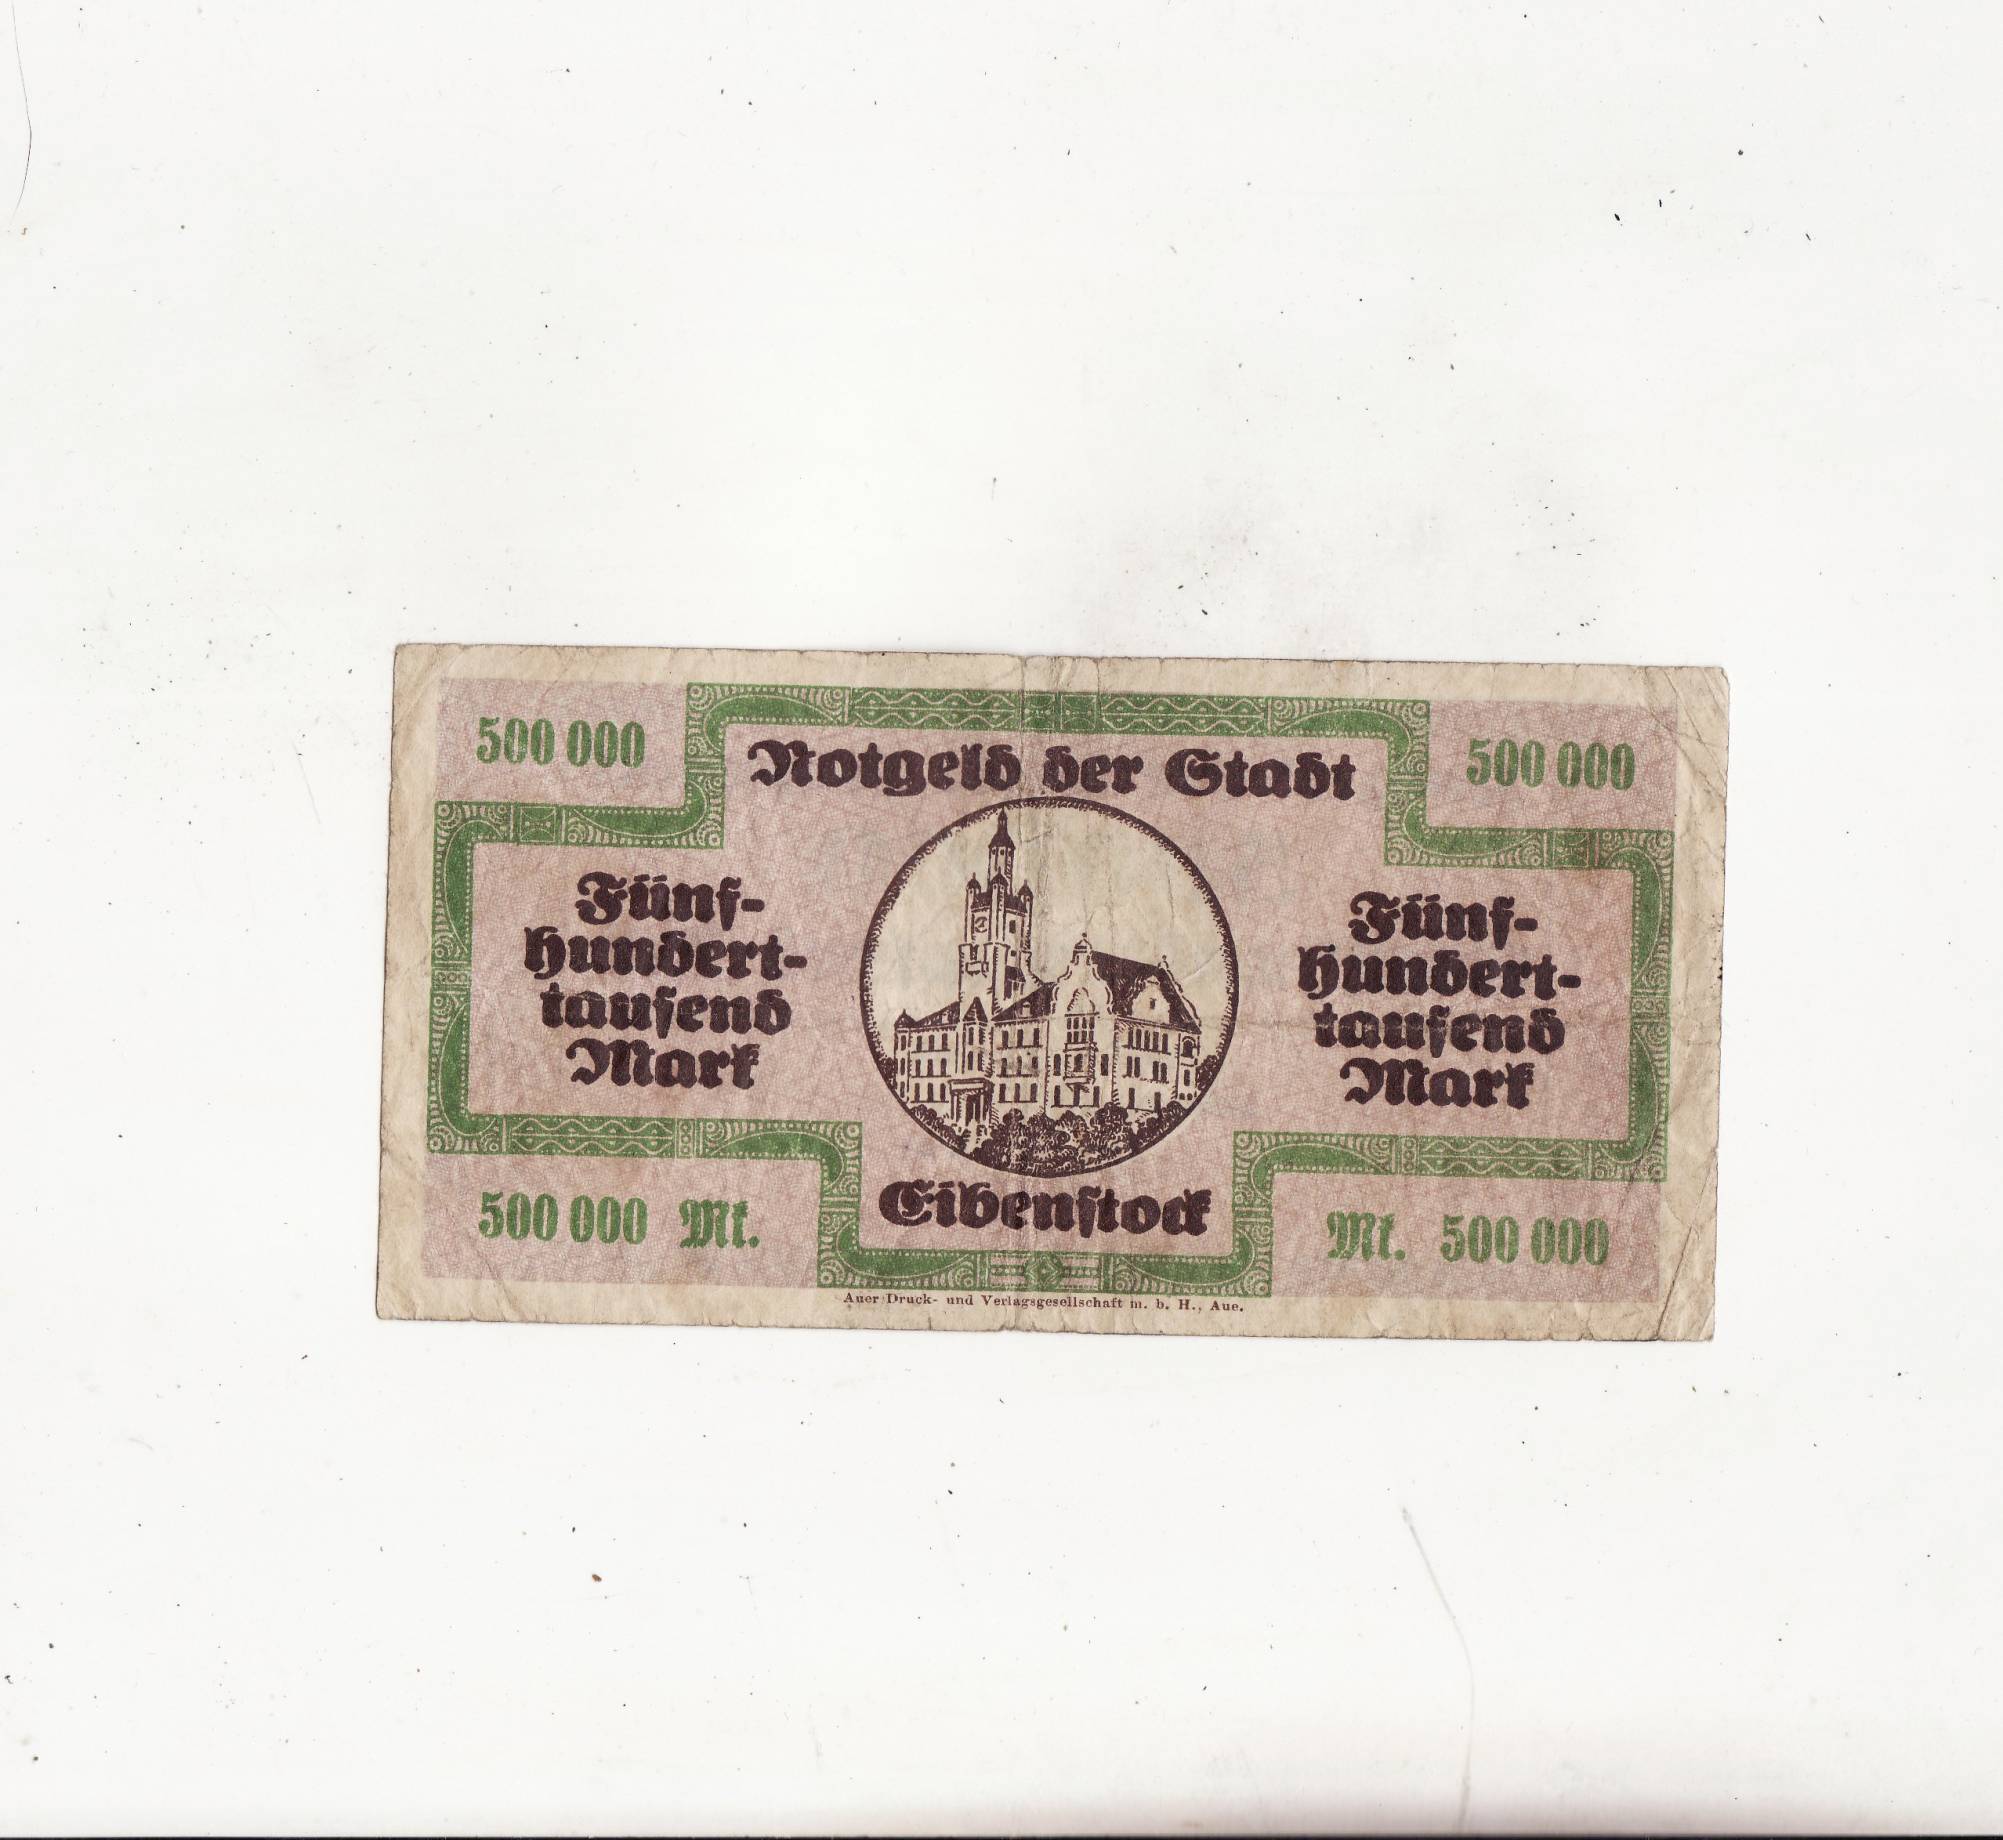 500 000
500 000
Notgeld der Stadt
Fünf-
hundert-
tausend
Mark
Fünf-
hundert-
tausend
Mark
Eibenstock
500 000 Mk.
Mk. 500 000
Auer Druck- und Verlagsgesellschaft m. b. H., Aue.